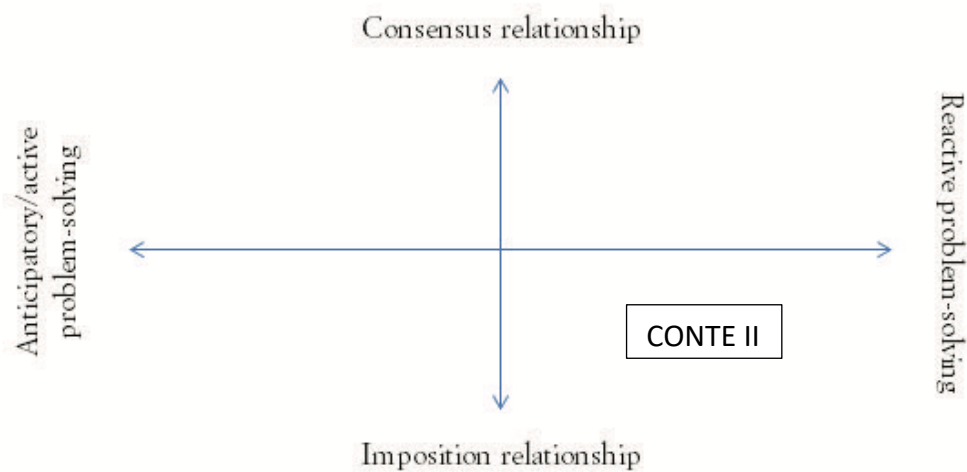 Consensus relationship
Anticipatory/active
problem-solving
Reactive problem-solving
CONTE II
Imposition relationship